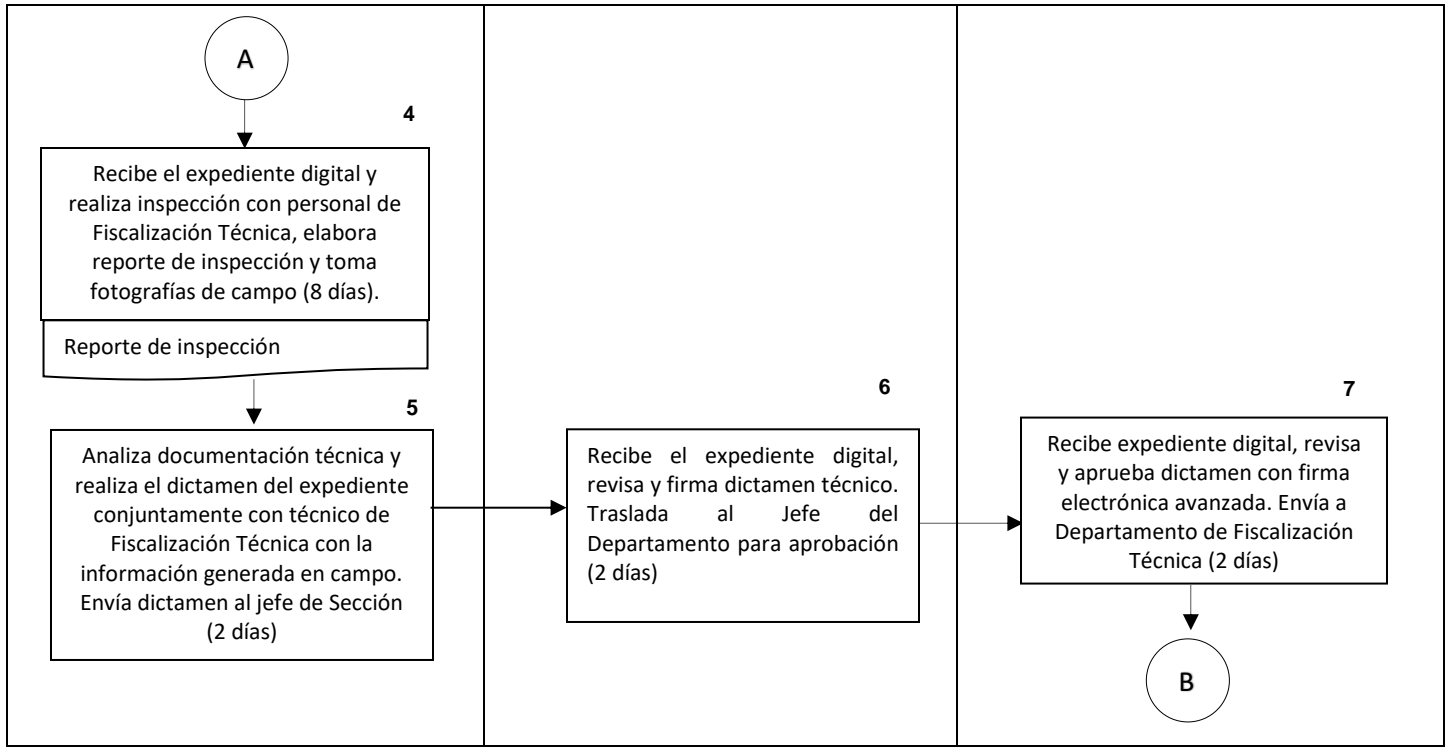 A
4
Recibe el expediente digital y
realiza inspección con personal de
Fiscalización Técnica, elabora
reporte de inspección y toma
fotografías de campo (8 días).
Reporte de inspección
5
Analiza documentación técnica y
realiza el dictamen del expediente
conjuntamente con técnico de
Fiscalización Técnica con la
información generada en campo.
Envía dictamen al jefe de Sección
(2 días)
6
Recibe el expediente digital,
revisa y firma dictamen técnico.
Traslada al Jefe del
Departamento para aprobación
(2 días)
7
Recibe expediente digital, revisa
y aprueba dictamen con firma
electrónica avanzada. Envía a
Departamento de Fiscalización
Técnica (2 días)
B